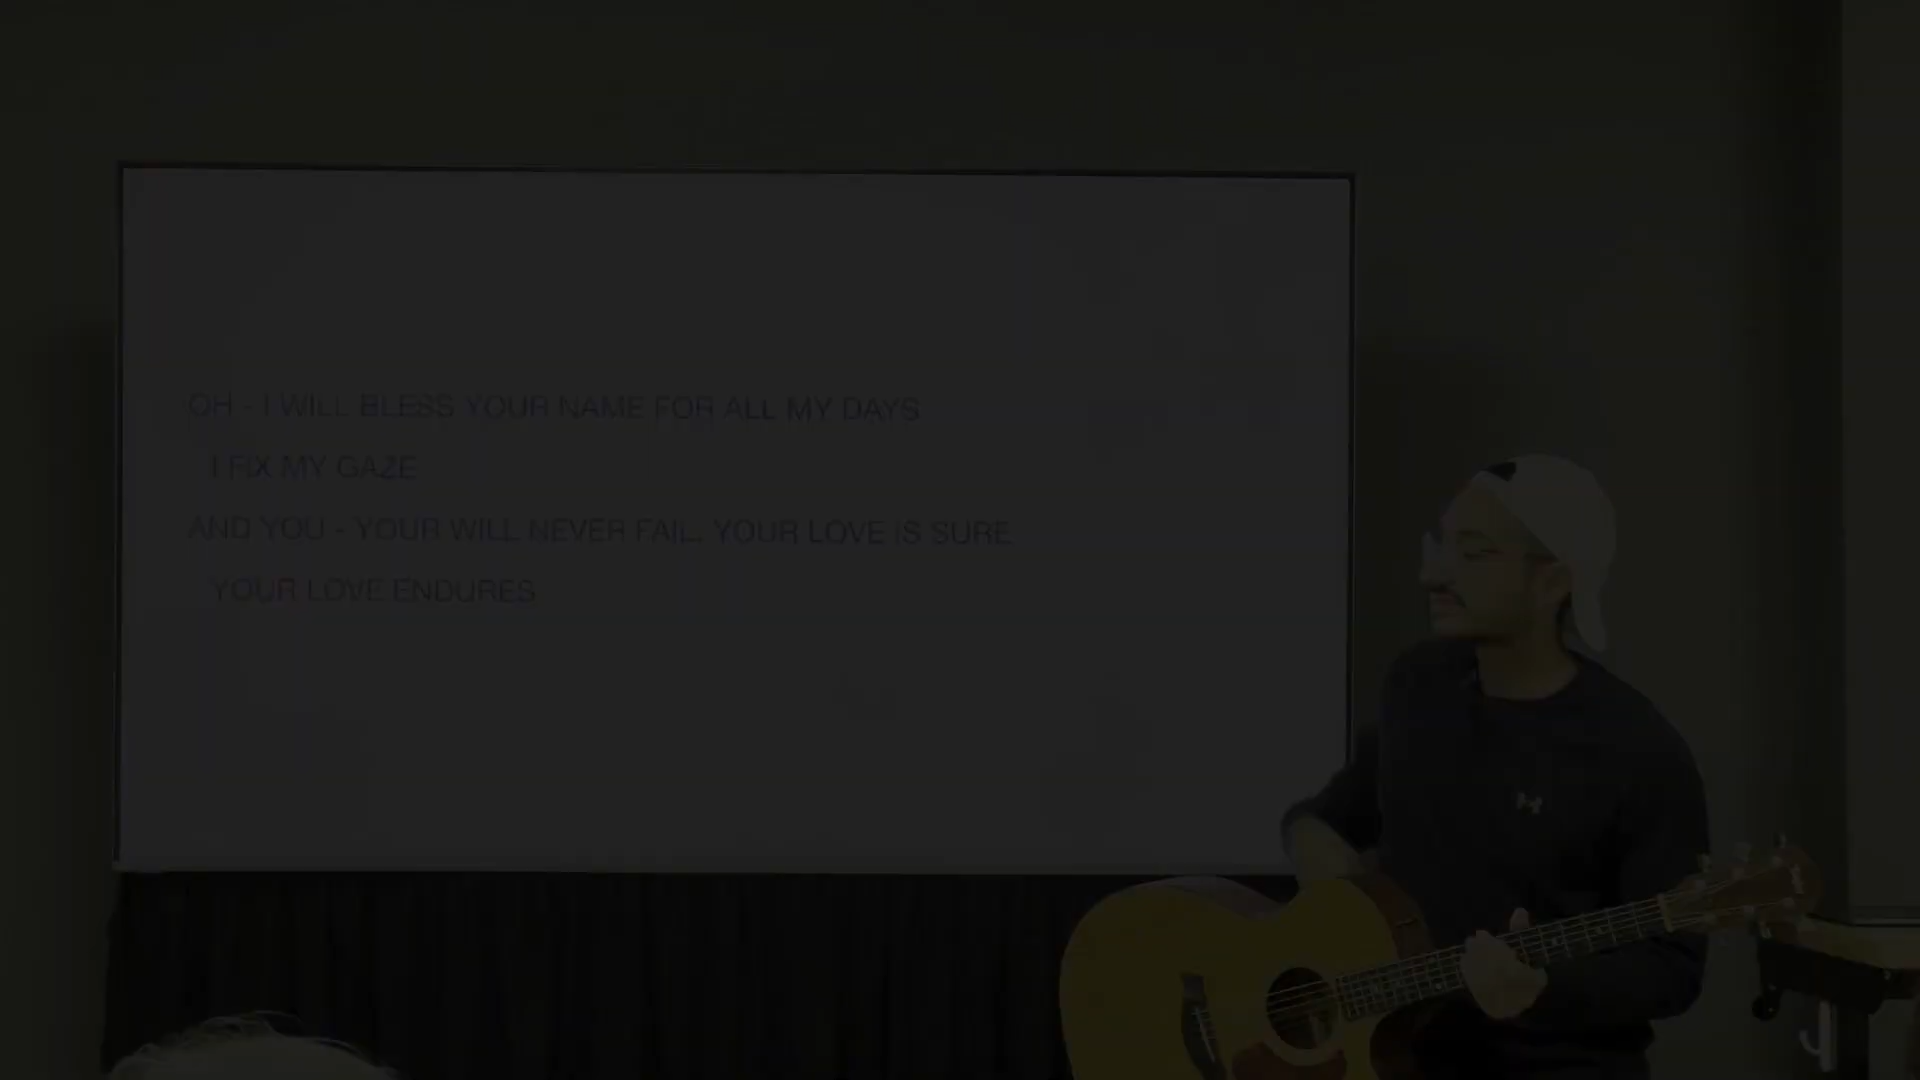 OH - I WILL BLESS YOUR NAME FOR ALL MY DAYS
I FIX MY GAZE
AND YOU - YOUR WILL NEVER FAIL. YOUR LOVE IS SURE
YOUR LOVE ENDURES